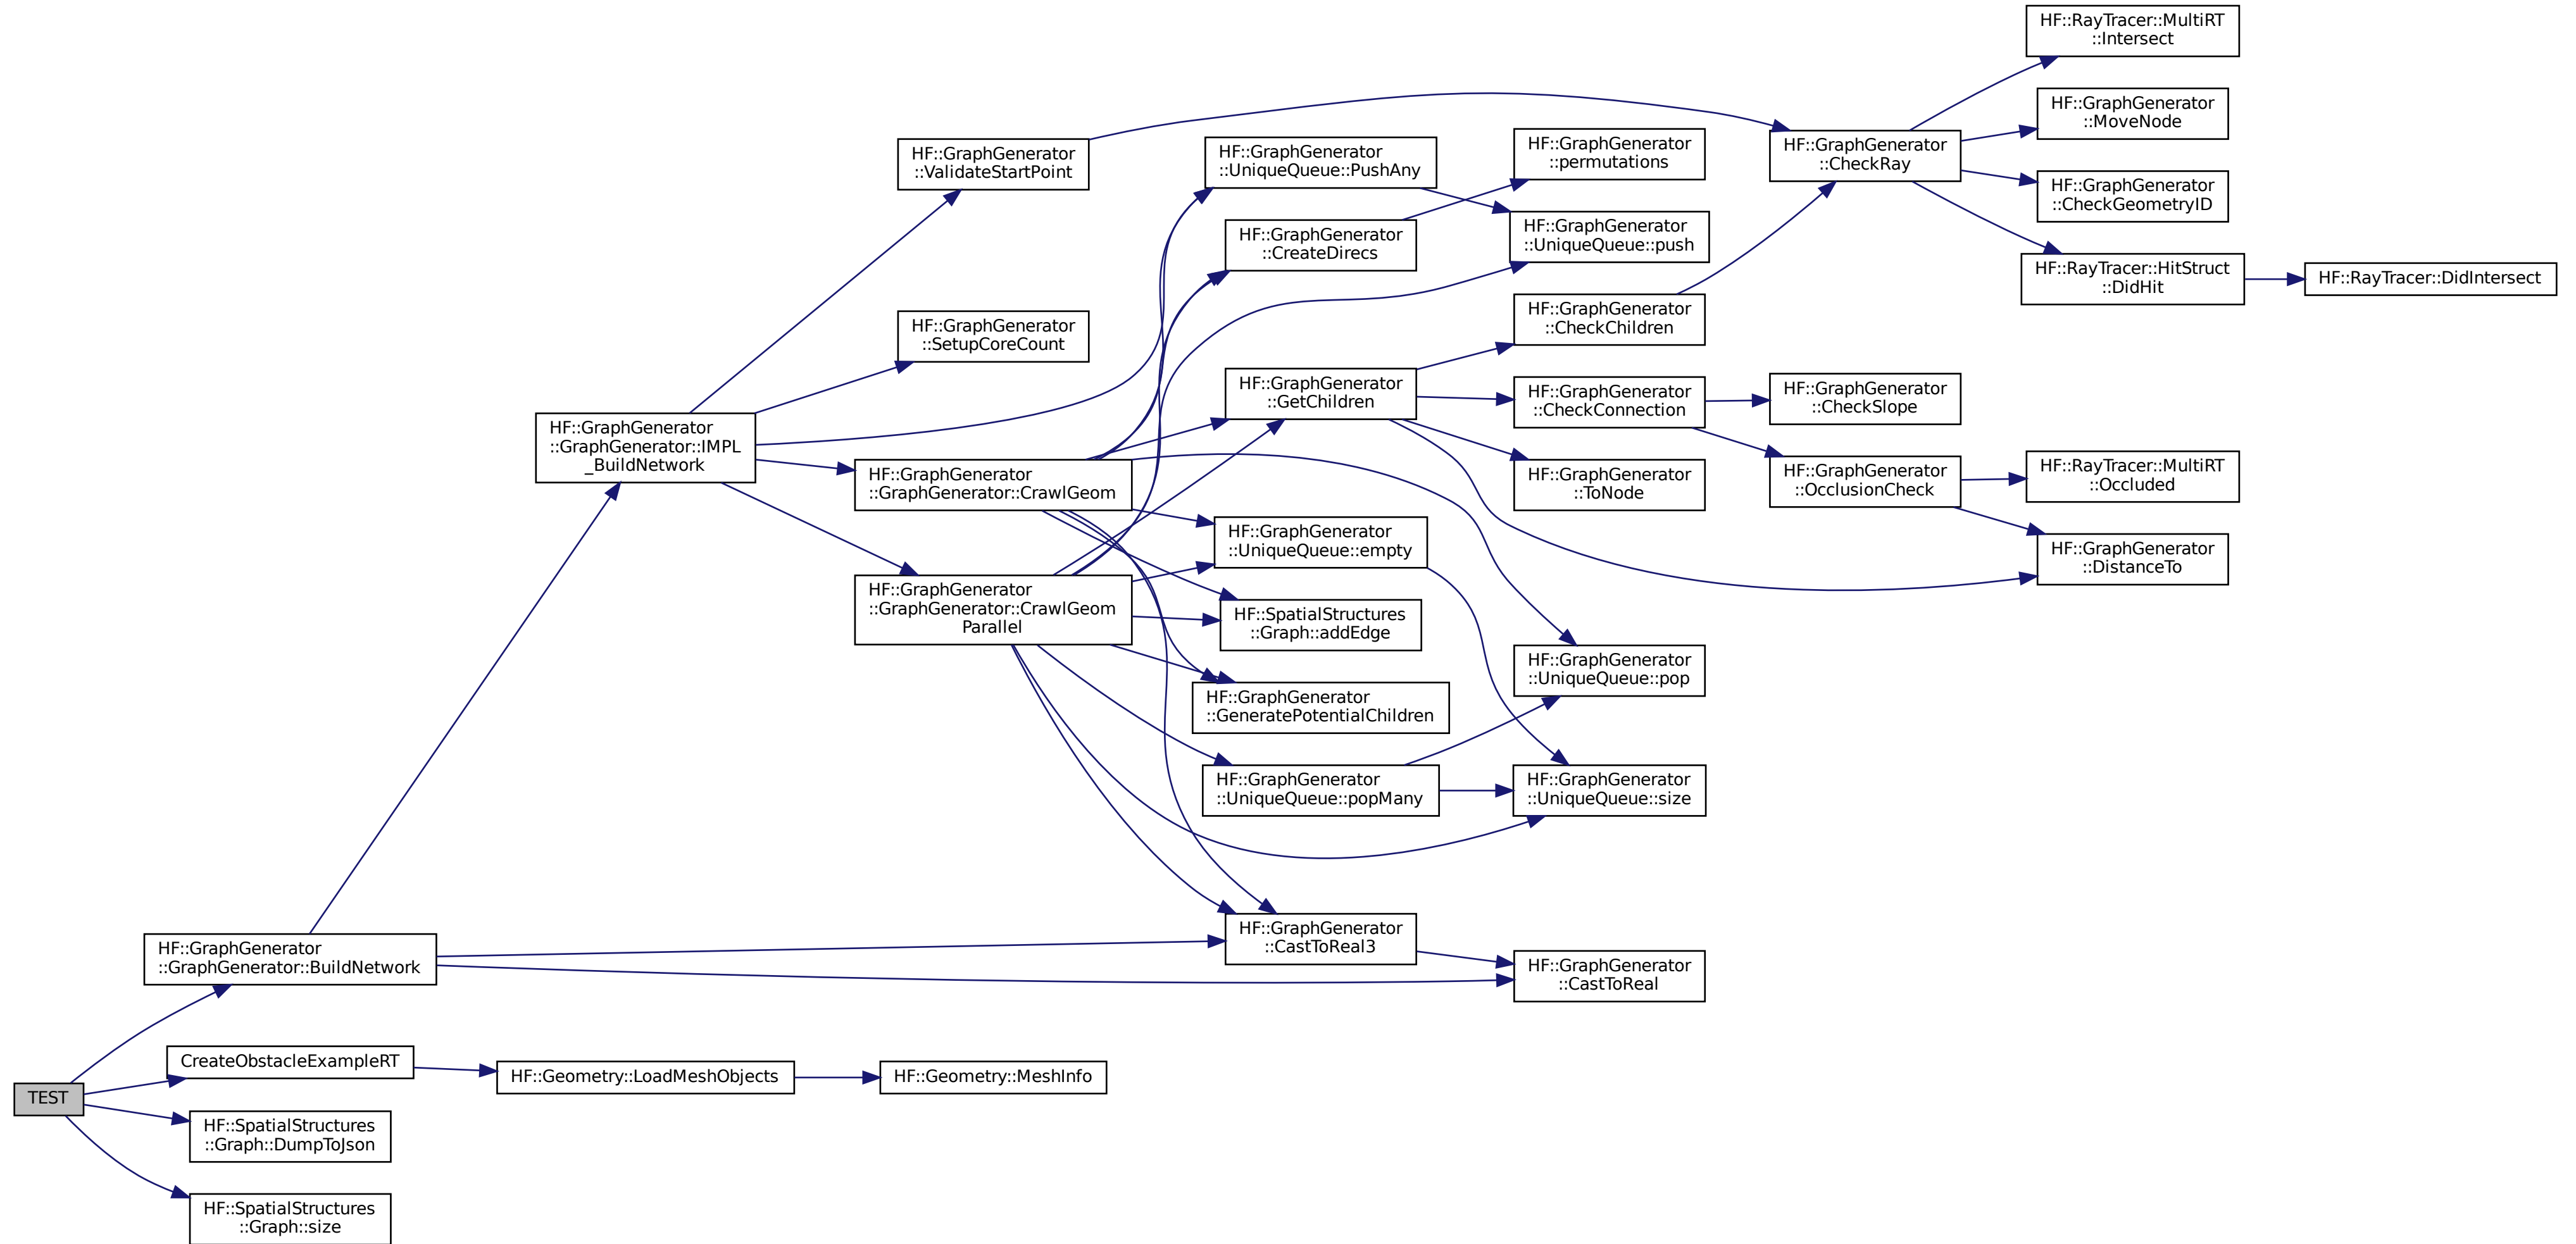 HF::RayTracer::MultiRT
::Intersect
HF::GraphGenerator
::MoveNode
HF::GraphGenerator
::ValidateStartPoint
HF::GraphGenerator
::UniqueQueue::PushAny
HF::GraphGenerator
::permutations
HF::GraphGenerator
::CheckRay
HF::GraphGenerator
::CheckGeometryID
HF::GraphGenerator
::CreateDirecs
HF::GraphGenerator
::UniqueQueue::push
HF::RayTracer::HitStruct
::DidHit
HF::RayTracer::DidIntersect
HF::GraphGenerator
::SetupCoreCount
HF::GraphGenerator
::CheckChildren
HF::GraphGenerator
::GetChildren
HF::GraphGenerator
::CheckConnection
HF::GraphGenerator
::CheckSlope
HF::GraphGenerator
::GraphGenerator::IMPL
_BuildNetwork
HF::GraphGenerator
::GraphGenerator::CrawlGeom
HF::GraphGenerator
::ToNode
HF::GraphGenerator
::OcclusionCheck
HF::RayTracer::MultiRT
::Occluded
HF::GraphGenerator
::UniqueQueue::empty
HF::GraphGenerator
::DistanceTo
HF::GraphGenerator
::GraphGenerator::CrawlGeom
Parallel
HF::SpatialStructures
::Graph::addEdge
HF::GraphGenerator
::UniqueQueue::pop
HF::GraphGenerator
::GeneratePotentialChildren
HF::GraphGenerator
::UniqueQueue::popMany
HF::GraphGenerator
::UniqueQueue::size
HF::GraphGenerator
::GraphGenerator::BuildNetwork
HF::GraphGenerator
::CastToReal3
HF::GraphGenerator
::CastToReal
TEST
CreateObstacleExampleRT
HF::Geometry::LoadMeshObjects
HF::Geometry::MeshInfo
HF::SpatialStructures
::Graph::DumpToJson
HF::SpatialStructures
::Graph::size